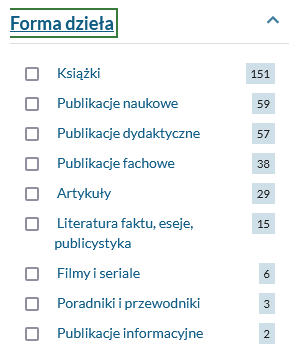 Forma dzieła
Książki 151
Publikacje naukowe 59
Publikacje dydaktyczne 57
Publikacje fachowe 38
Artykuły 29
Literatura faktu, eseje, 15
publicystyka
Filmy i seriale 6
Poradniki i przewodniki 3
Publikacje informacyjne 2